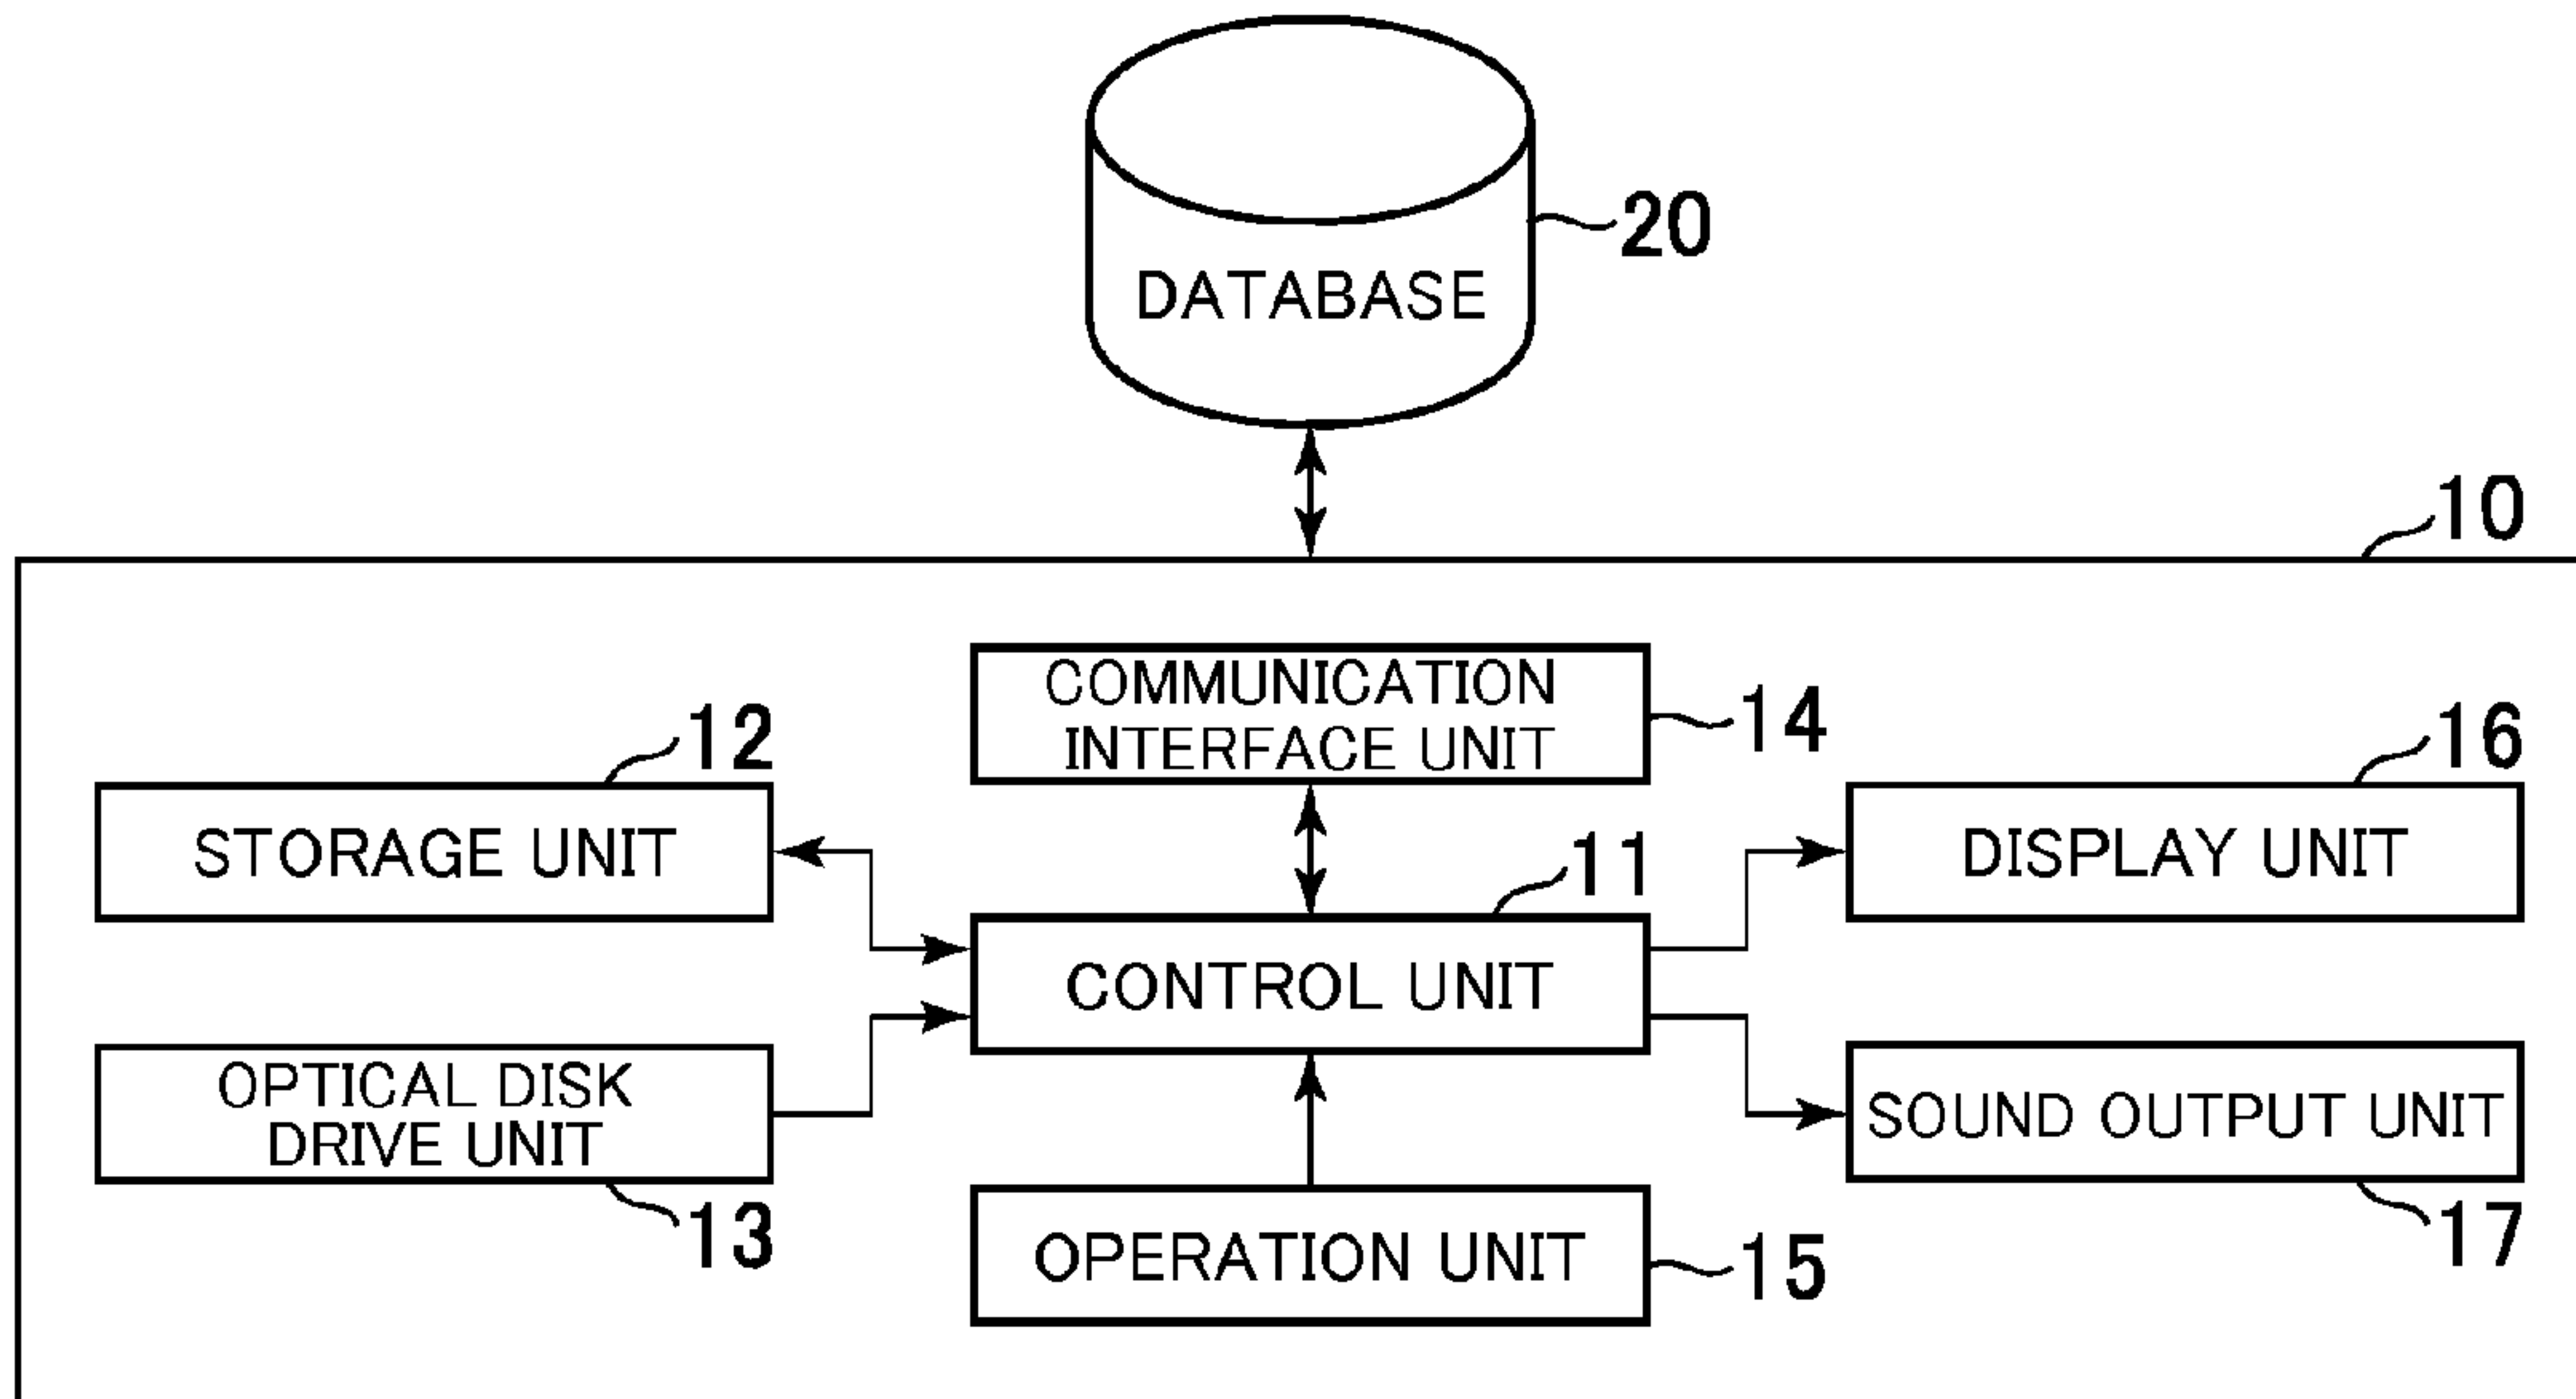 20
DATABASE
10
COMMUNICATION
INTERFACE UNIT
14
12
STORAGE UNIT
16
DISPLAY UNIT
11
CONTROL UNIT
OPTICAL DISK
DRIVE UNIT
13
SOUND OUTPUT UNIT
17
OPERATION UNIT
15